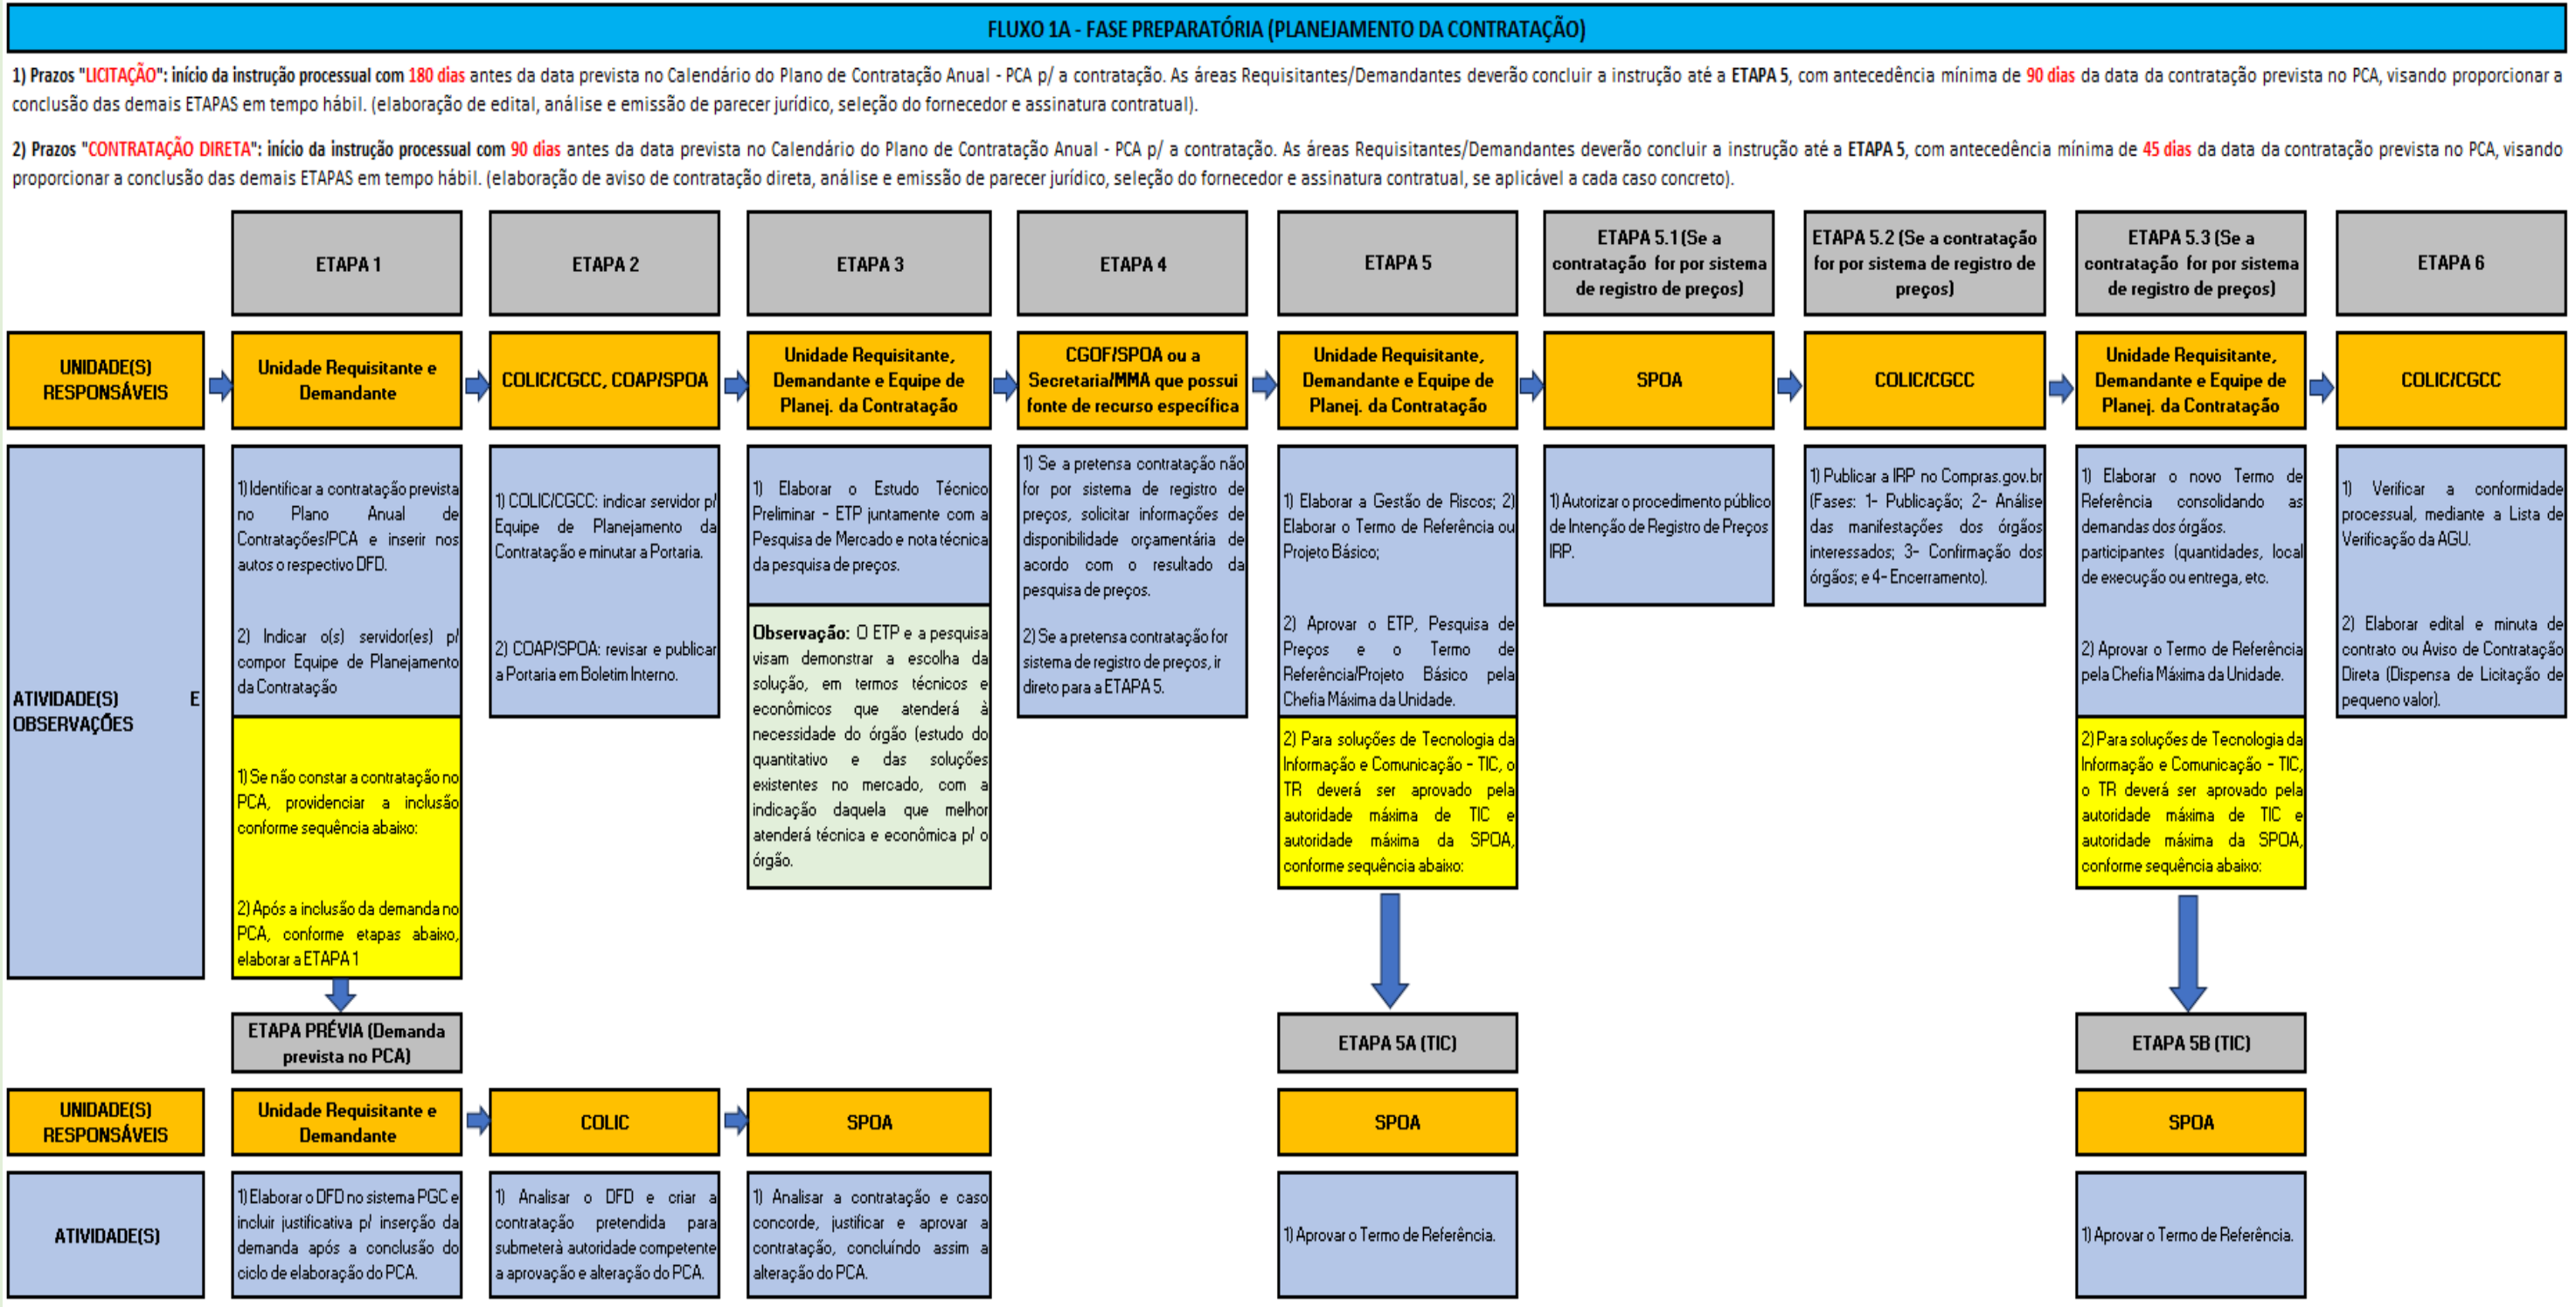 FLUXO 1A - FASE PREPARATÓRIA (PLANEJAMENTO DA CONTRATAÇÃO)
1) Prazos "LICITAÇÃO": início da instrução processual com 180 dias antes da data prevista no Calendário do Plano de Contratação Anual - PCA p/ a contratação. As áreas Requisitantes/Demandantes deverão concluir a instrução até a ETAPA 5, com antecedência mínima de 90 dias da data da contratação prevista no PCA, visando proporcionar a
conclusão das demais ETAPAS em tempo hábil. (elaboração de edital, análise e emissão de parecer jurídico, seleção do fornecedor e assinatura contratual).
2) Prazos "CONTRATAÇÃO DIRETA": início da instrução processual com 90 dias antes da data prevista no Calendário do Plano de Contratação Anual - PCA p/ a contratação. As áreas Requisitantes/Demandantes deverão concluir a instrução até a ETAPA 5, com antecedência mínima de 45 dias da data da contratação prevista no PCA, visando
proporcionar a conclusão das demais ETAPAS em tempo hábil. (elaboração de aviso de contratação direta, análise e emissão de parecer jurídico, seleção do fornecedor e assinatura contratual, se aplicável a cada caso concreto).
ETAPA 1
ETAPA 2
ETAPA 3
ETAPA 4
ETAPA 5
ETAPA 5.1 (Se a
contratação for por sistema
de registro de preços)
ETAPA 5.2 (Se a contratação
for por sistema de registro de
preços)
ETAPA 5.3 (Se a
contratação for por sistema
de registro de preços)
ETAPA 6
UNIDADE(S)
RESPONSÁVEIS
Unidade Requisitante e
Demandante
COLIC/CGCC, COAP/SPOA
Unidade Requisitante,
Demandante e Equipe de
Planej. da Contratação
CGOF/SPOA ou a
Secretaria/MMA que possui
fonte de recurso específica
Unidade Requisitante,
Demandante e Equipe de
Planej. da Contratação
SPOA
COLIC/CGCC
Unidade Requisitante,
Demandante e Equipe de
Planej. da Contratação
COLIC/CGCC
ATIVIDADE(S) E
OBSERVAÇÕES
1) Identificar a contratação prevista
no Plano Anual de
Contratações/PCA e inserir nos
autos o respectivo DFD.
2) Indicar o(s) servidor(es) p/
compor Equipe de Planejamento
da Contratação
1) Se não constar a contratação no
PCA, providenciar a inclusão
conforme sequência abaixo:
2) Após a inclusão da demanda no
PCA, conforme etapas abaixo,
elaborar a ETAPA 1
1) COLIC/CGCC: indicar servidor p/
Equipe de Planejamento da
Contratação e minutar a Portaria.
2) COAP/SPOA: revisar e publicar
a Portaria em Boletim Interno.
1) Elaborar o Estudo Técnico
Preliminar - ETP juntamente com a
Pesquisa de Mercado e nota técnica
da pesquisa de preços.
Observação: O ETP e a pesquisa
visam demonstrar a escolha da
solução, em termos técnicos e
econômicos que atenderá à
necessidade do órgão (estudo do
quantitativo e das soluções
existentes no mercado, com a
indicação daquela que melhor
atenderá técnica e econômica p/ o
órgão.
1) Se a pretensa contratação não
for por sistema de registro de
preços, solicitar informações de
disponibilidade orçamentária de
acordo com o resultado da
pesquisa de preços.
2) Se a pretensa contratação for
sistema de registro de preços, ir
direto para a ETAPA 5.
1) Elaborar a Gestão de Riscos; 2)
Elaborar o Termo de Referência ou
Projeto Básico;
2) Aprovar o ETP, Pesquisa de
Preços e o Termo de
Referência/Projeto Básico pela
Chefia Máxima da Unidade.
2) Para soluções de Tecnologia da
Informação e Comunicação - TIC, o
TR deverá ser aprovado pela
autoridade máxima de TIC e
autoridade máxima da SPOA,
conforme sequência abaixo:
1) Autorizar o procedimento público
de Intenção de Registro de Preços
IRP.
1) Publicar a IRP no Compras.gov.br
(Fases: 1- Publicação; 2- Análise
das manifestações dos órgãos
interessados; 3- Confirmação dos
órgãos; e 4- Encerramento).
1) Elaborar o novo Termo de
Referência consolidando as
demandas dos órgãos.
participantes (quantidades, local
de execução ou entrega, etc.
2) Aprovar o Termo de Referência
pela Chefia Máxima da Unidade.
2) Para soluções de Tecnologia da
Informação e Comunicação - TIC,
o TR deverá ser aprovado pela
autoridade máxima de TIC e
autoridade máxima da SPOA,
conforme sequência abaixo:
1) Verificar a conformidade
processual, mediante a Lista de
Verificação da AGU.
2) Elaborar edital e minuta de
contrato ou Aviso de Contratação
Direta (Dispensa de Licitação de
pequeno valor).
ETAPA PRÉVIA (Demanda
prevista no PCA)
ETAPA 5A (TIC)
ETAPA 5B (TIC)
UNIDADE(S)
RESPONSÁVEIS
Unidade Requisitante e
Demandante
COLIC
SPOA
SPOA
SPOA
ATIVIDADE(S)
1) Elaborar o DFD no sistema PGC e
incluir justificativa p/ inserção da
demanda após a conclusão do
ciclo de elaboração do PCA.
1) Analisar o DFD e criar a
contratação pretendida para
submeterà autoridade competente
a aprovação e alteração do PCA.
1) Analisar a contratação e caso
concorde, justificar e aprovar a
contratação, concluíndo assim a
alteração do PCA.
1) Aprovar o Termo de Referência.
1) Aprovar o Termo de Referência.